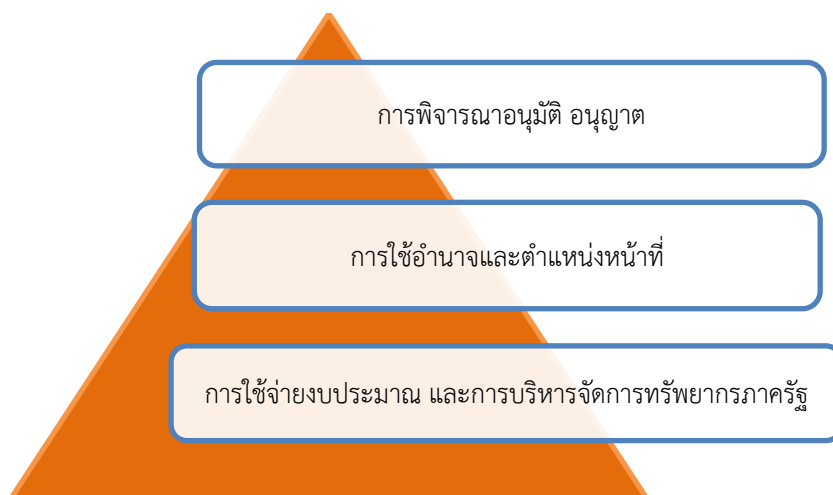 การพิจารณาอนุมัติ อนุญาต
การใช้อำนาจและตำแหน่งหน้าที่
การใช้จ่ายงบประมาณ และการบริหารจัดการทรัพยากรภาครัฐ